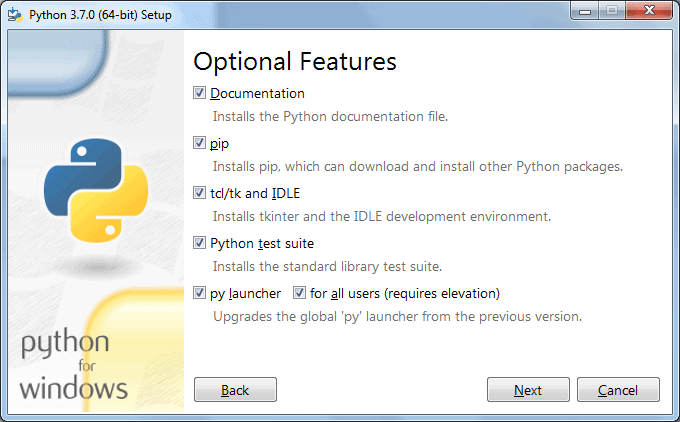 Python 3.7.0 (64-bit) Setup
Optional Features
Documentation
Installs the Python documentation file.
pip
Installs pip, which can download and install other Python packages.
tcl/tk and IDLE
Installs tkinter and the IDLE development environment.
Python test suite
Installs the standard library test suite.
py launcher for all users (requires elevation)
Upgrades the global 'py' launcher from the previous version.
python
for
windows
Back Next Cancel